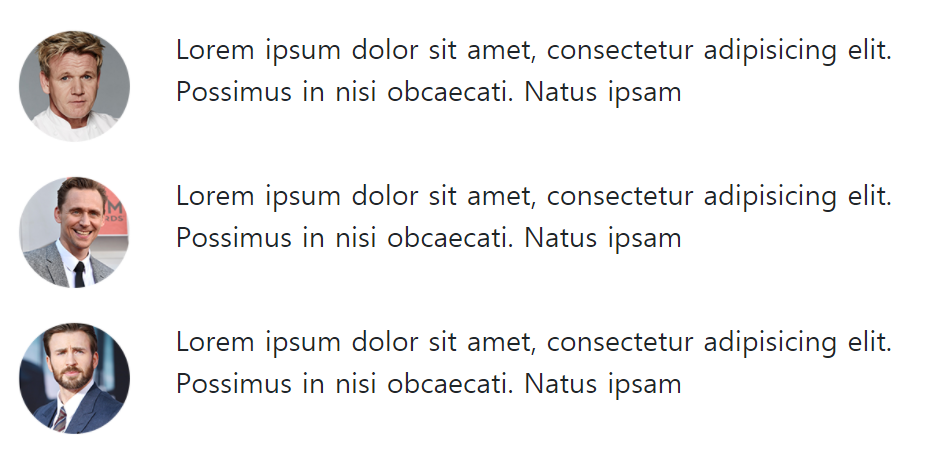 Lorem ipsum dolor sit amet, consectetur adipisicing elit.
Possimus in nisi obcaecati. Natus ipsam
Lorem ipsum dolor sit amet, consectetur adipisicing elit.
Possimus in nisi obcaecati. Natus ipsam
Lorem ipsum dolor sit amet, consectetur adipisicing elit.
Possimus in nisi obcaecati. Natus ipsam